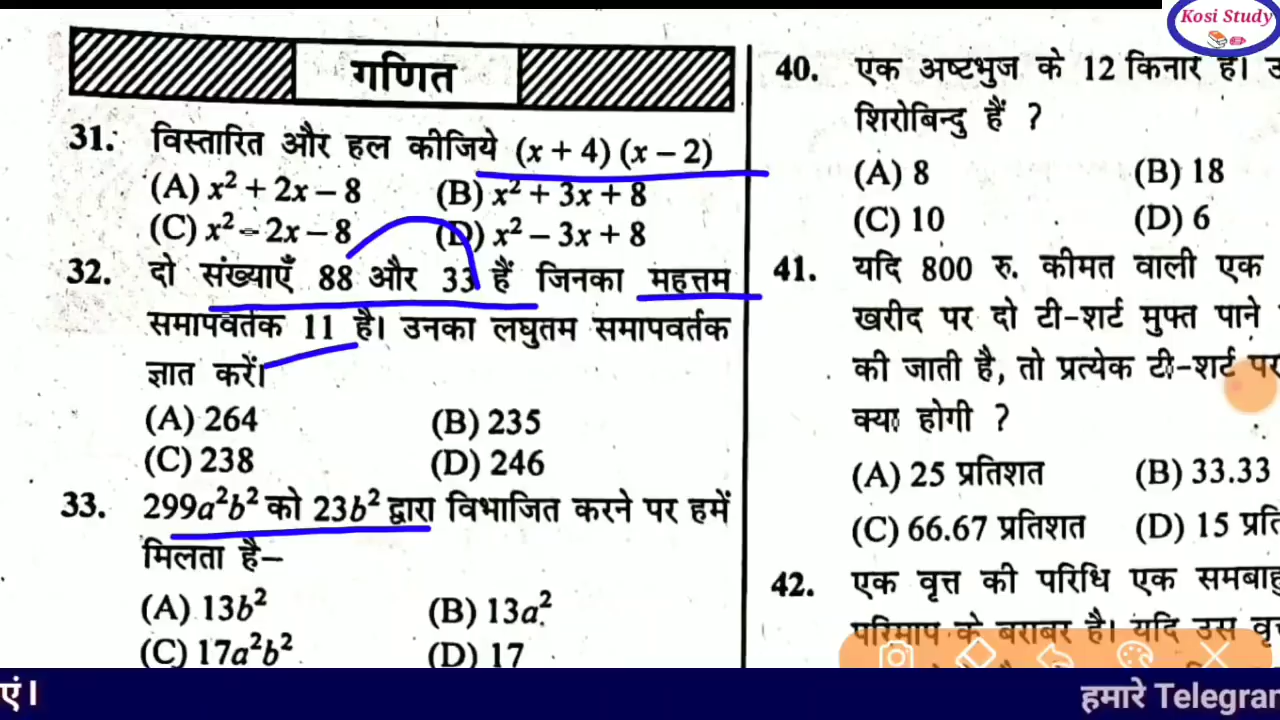 Kosi Study
गणित
31. विस्तारित और हल कीजिये (x + 4) (x – 2)
(A) x² + 2x – 8 (B) x² + 3x + 8
(C) x² – 2x – 8 (D) x² – 3x + 8
32. दो संख्याएँ 88 और 33 हैं जिनका महत्तम
समापवर्तक 11 है। उनका लघुतम समापवर्तक
ज्ञात करें।
(A) 264 (B) 235
(C) 238 (D) 246
33. 299a²b² को 23b² द्वारा विभाजित करने पर हमें
मिलता है–
(A) 13b² (B) 13a²
(C) 17a²b² (D) 17
40. एक अष्टभुज के 12 किनारे हैं।
शिरोबिन्दु हैं ?
(A) 8 (B) 18
(C) 10 (D) 6
41. यदि 800 रु. कीमत वाली एक
खरीद पर दो टी-शर्ट मुफ्त पाने
की जाती है, तो प्रत्येक टी-शर्ट पर
क्या होगी ?
(A) 25 प्रतिशत (B) 33.33
(C) 66.67 प्रतिशत (D) 15 प्रति
42. एक वृत्त की परिधि एक समबाहु
परिमाप के बराबर है। यदि उस
एं। हमारे Telegram